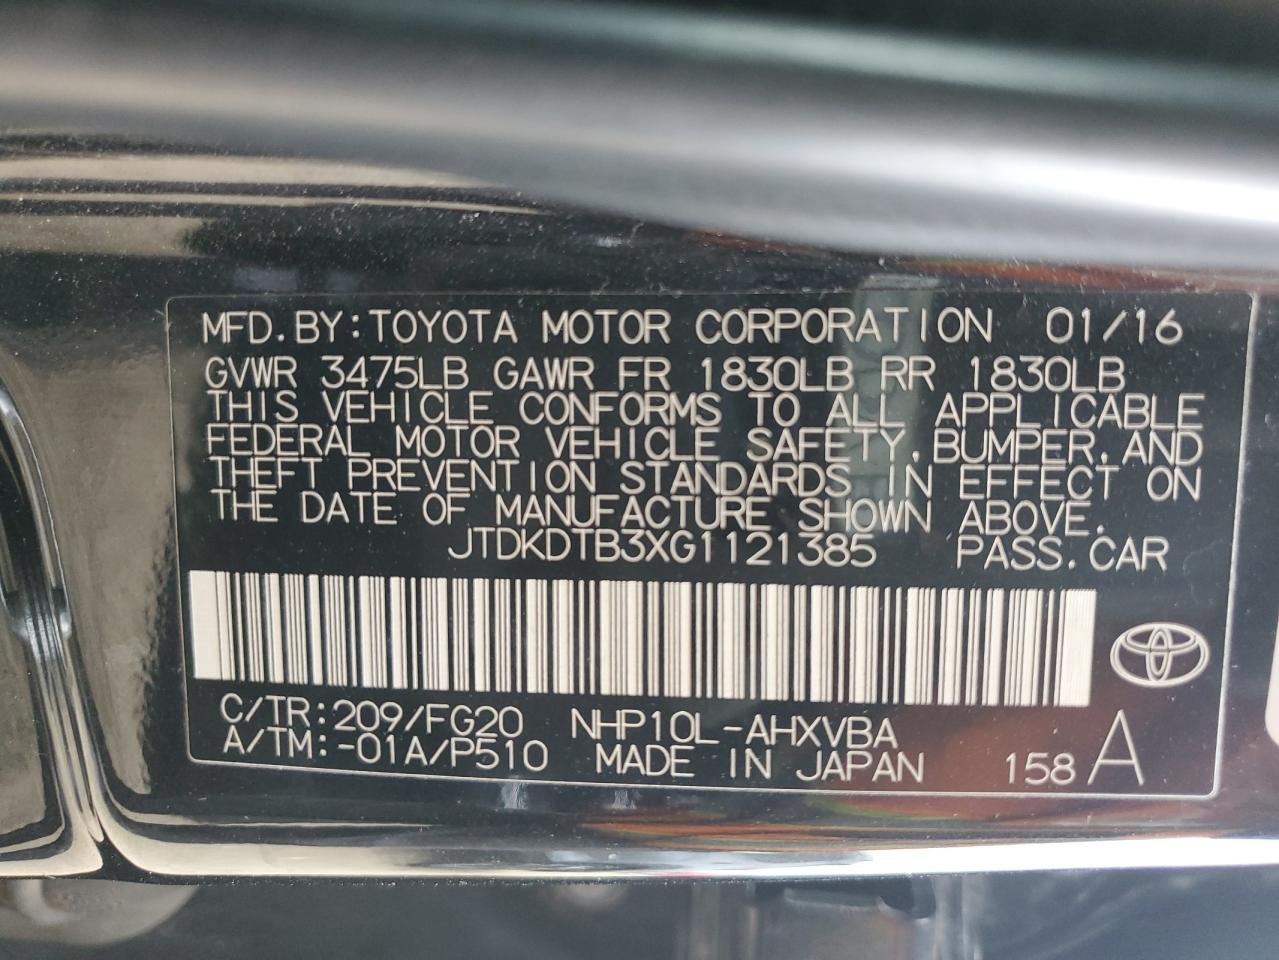 MFD.BY:TOYOTA MOTOR CORPORATION 01/16
GVWR 3475LB GAWR FR 1830LB RR 1830LB
THIS VEHICLE CONFORMS TO ALL APPLICABLE
FEDERAL MOTOR VEHICLE SAFETY,BUMPER,AND
THEFT PREVENTION STANDARDS IN EFFECT ON
THE DATE OF MANUFACTURE SHOWN ABOVE.
JTDKDTB3XG1121385 PASS.CAR
C/TR:209/FG20 NHP10L-AHXVBA
A/TM:-01A/P510 MADE IN JAPAN 158 A